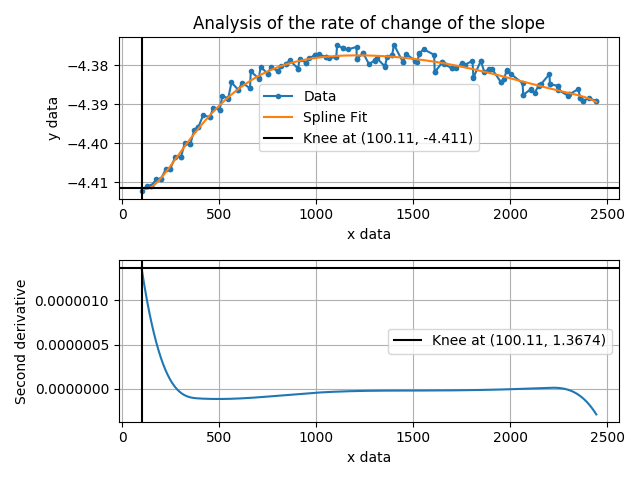 Analysis of the rate of change of the slope
−4.38
−4.39
−4.40
−4.41
y data
Data
Spline Fit
Knee at (100.11, -4.411)
0
500
1000
1500
2000
2500
x data
0.0000010
0.0000005
0.0000000
Second derivative
Knee at (100.11, 1.3674)
0
500
1000
1500
2000
2500
x data